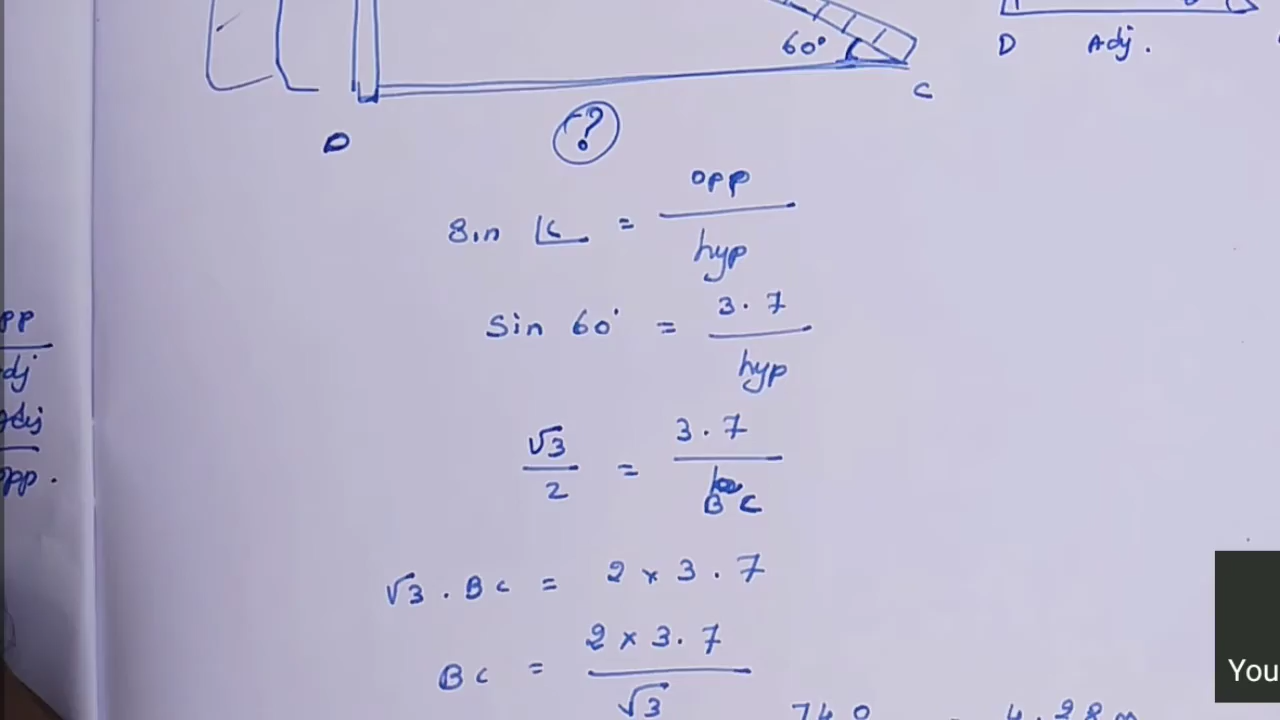 60°
D Adj.
C
?
D
opp
Sin ∠C = ―
hyp
Sin 60° = 3.7
hyp
√3 = 3.7
2 BC
√3 . BC = 2 × 3.7
BC = 2 × 3.7
√3
You